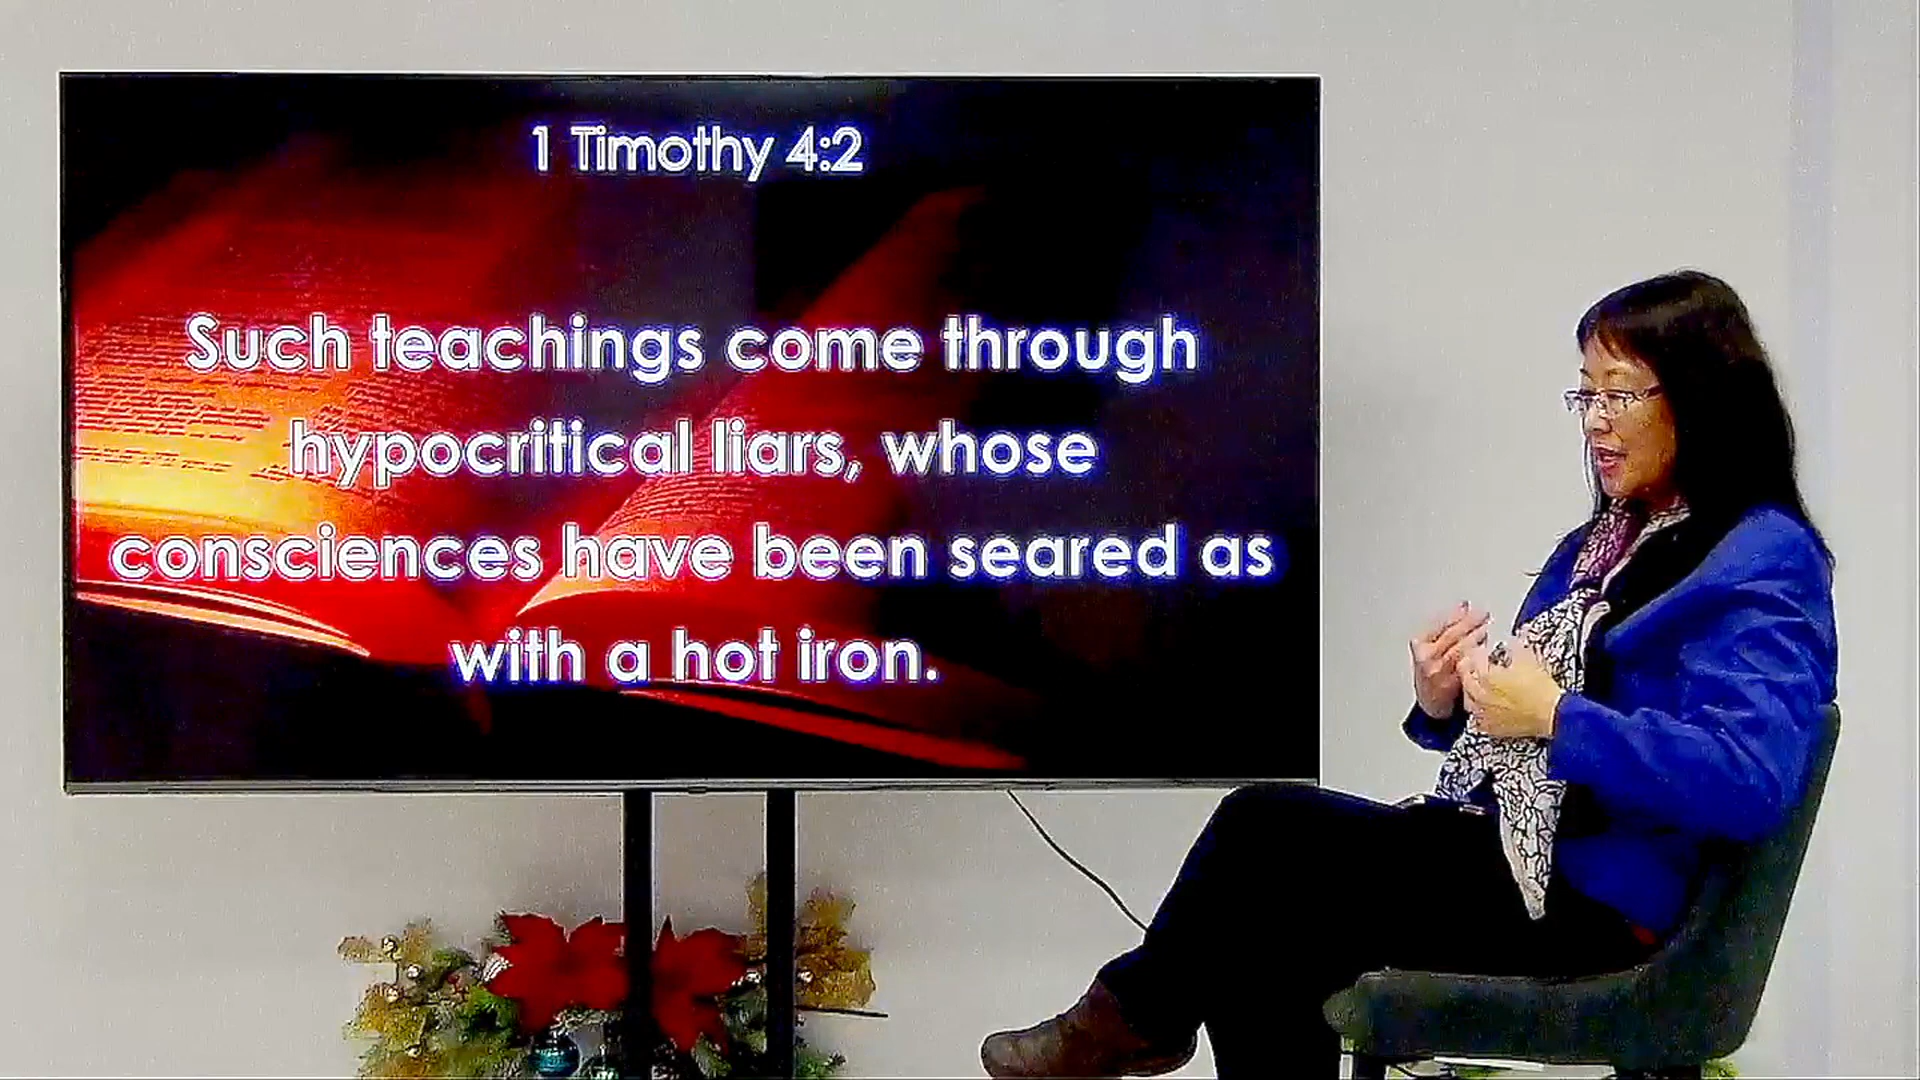 1 Timothy 4:2
Such teachings come through
hypocritical liars, whose
consciences have been seared as
with a hot iron.